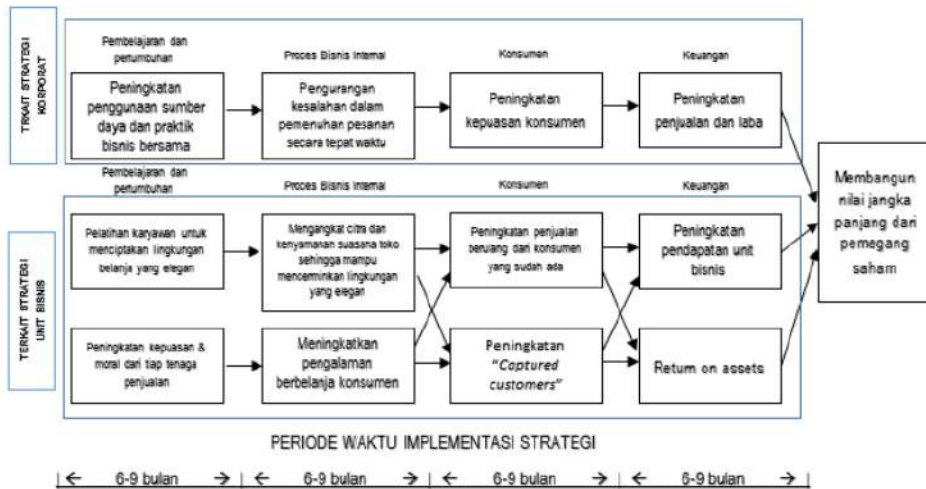 TRKAIT STRATEGI
KORPORAT
Pembelajaran dan
pertumbuhan
Proces Bisnis Internal
Konsumen
Keuangan
Peningkatan
penggunaan sumber
daya dan praktik
bisnis bersama
Pengurangan
kesalahan dalam
pemenuhan pesanan
secara tepat waktu
Peningkatan
kepuasan konsumen
Peningkatan
penjualan dan laba
Membangun
nilai jangka
panjang dari
pemegang
saham
TERKAIT STRATEGI
UNIT BISNIS
Pembelajaran dan
pertumbuhan
Proces Bisnis Internal
Konsumen
Keuangan
Pelatihan karyawan untuk
menciptakan lingkungan
belanja yang elegan
Mengangkat citra dan
kenyamanan suasana toko
sehingga mampu
mencerminkan lingkungan
yang elegan
Peningkatan penjualan
berulang dari konsumen
yang sudah ada
Peningkatan
pendapatan unit
bisnis
Peningkatan kepuasan &
moral dari tiap tenaga
penjualan
Meningkatkan
pengalaman
berbelanja konsumen
Peningkatan
"Captured
customers"
Return on assets
PERIODE WAKTU IMPLEMENTASI STRATEGI
6-9 bulan
6-9 bulan
6-9 bulan
6-9 bulan